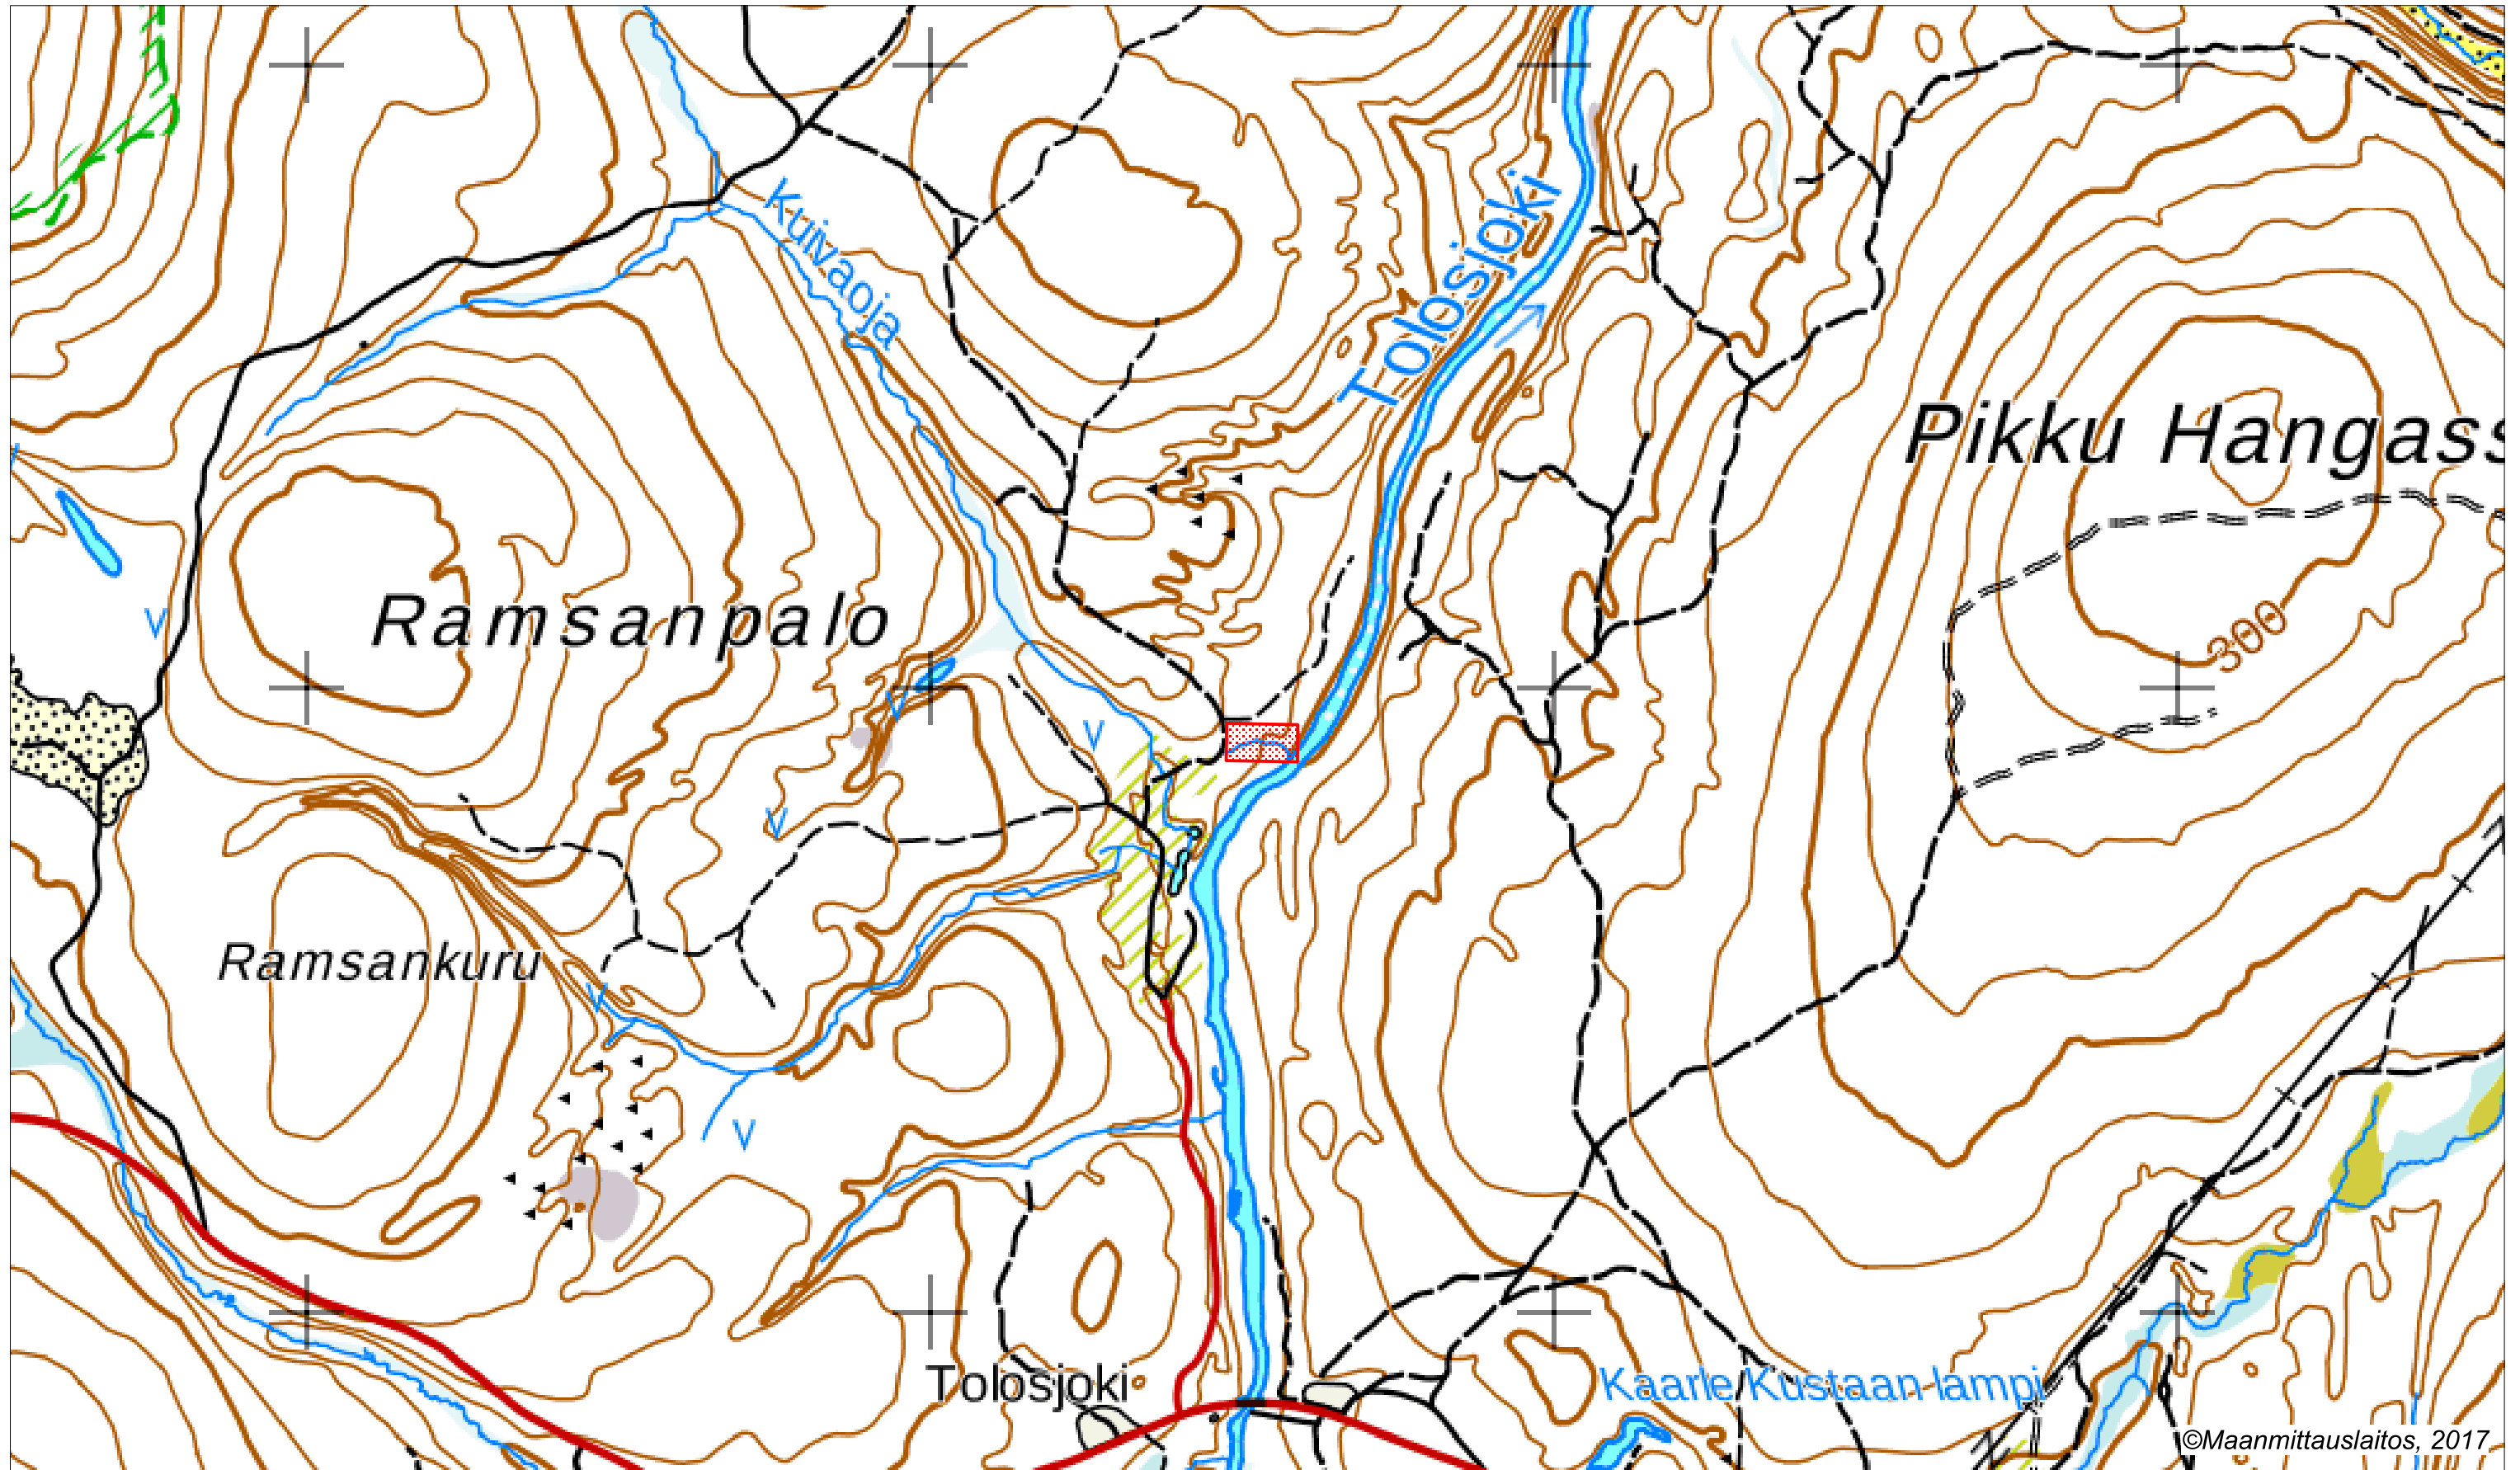 Kuivaoja
Tolosjoki
Pikku Hangass
Ramsanpalo
300
Ramsankuru
Tolosjoki
Kaarle Kustaan lampi
©Maanmittauslaitos, 2017